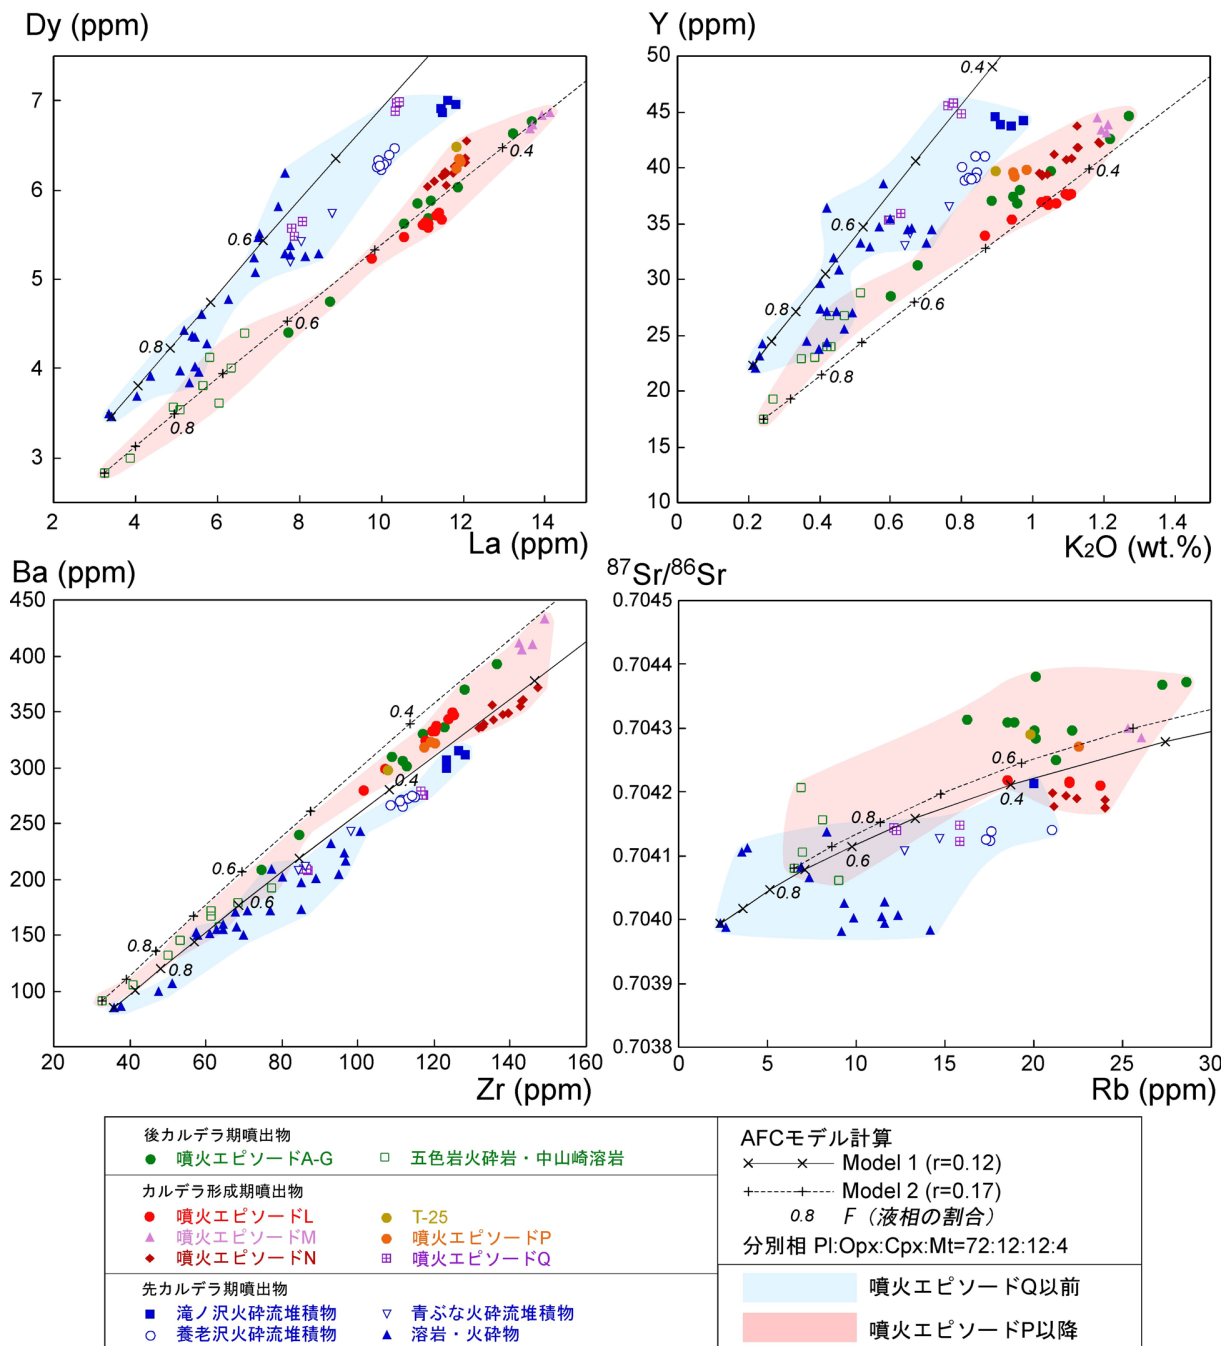 Dy (ppm)
7
6
5
4
3
2 4 6 8 10 12 14
La (ppm)
0.4
0.6
0.6
0.8
0.8
Y (ppm)
50
45
40
35
30
25
20
15
10
0 0.2 0.4 0.6 0.8 1 1.2 1.4
K2O (wt.%)
0.4
0.4
0.6
0.6
0.8
0.8
Ba (ppm)
450
400
350
300
250
200
150
100
20 40 60 80 100 120 140 160
Zr (ppm)
0.4
0.4
0.6
0.6
0.8
0.8
87Sr/86Sr
0.7045
0.7044
0.7043
0.7042
0.7041
0.7040
0.7039
0.7038
0 5 10 15 20 25 30
Rb (ppm)
0.6
0.4
0.8
0.6
0.8
後カルデラ期噴出物
噴火エピソードA-G 五色岩火砕岩・中山崎溶岩
カルデラ形成期噴出物
噴火エピソードL T-25
噴火エピソードM 噴火エピソードP
噴火エピソードN 噴火エピソードQ
先カルデラ期噴出物
滝ノ沢火砕流堆積物 青ぶな火砕流堆積物
養老沢火砕流堆積物 溶岩・火砕物
AFCモデル計算
Model 1 (r=0.12)
Model 2 (r=0.17)
0.8 F（液相の割合）
分別相 Pl:Opx:Cpx:Mt=72:12:12:4
噴火エピソードQ以前
噴火エピソードP以降